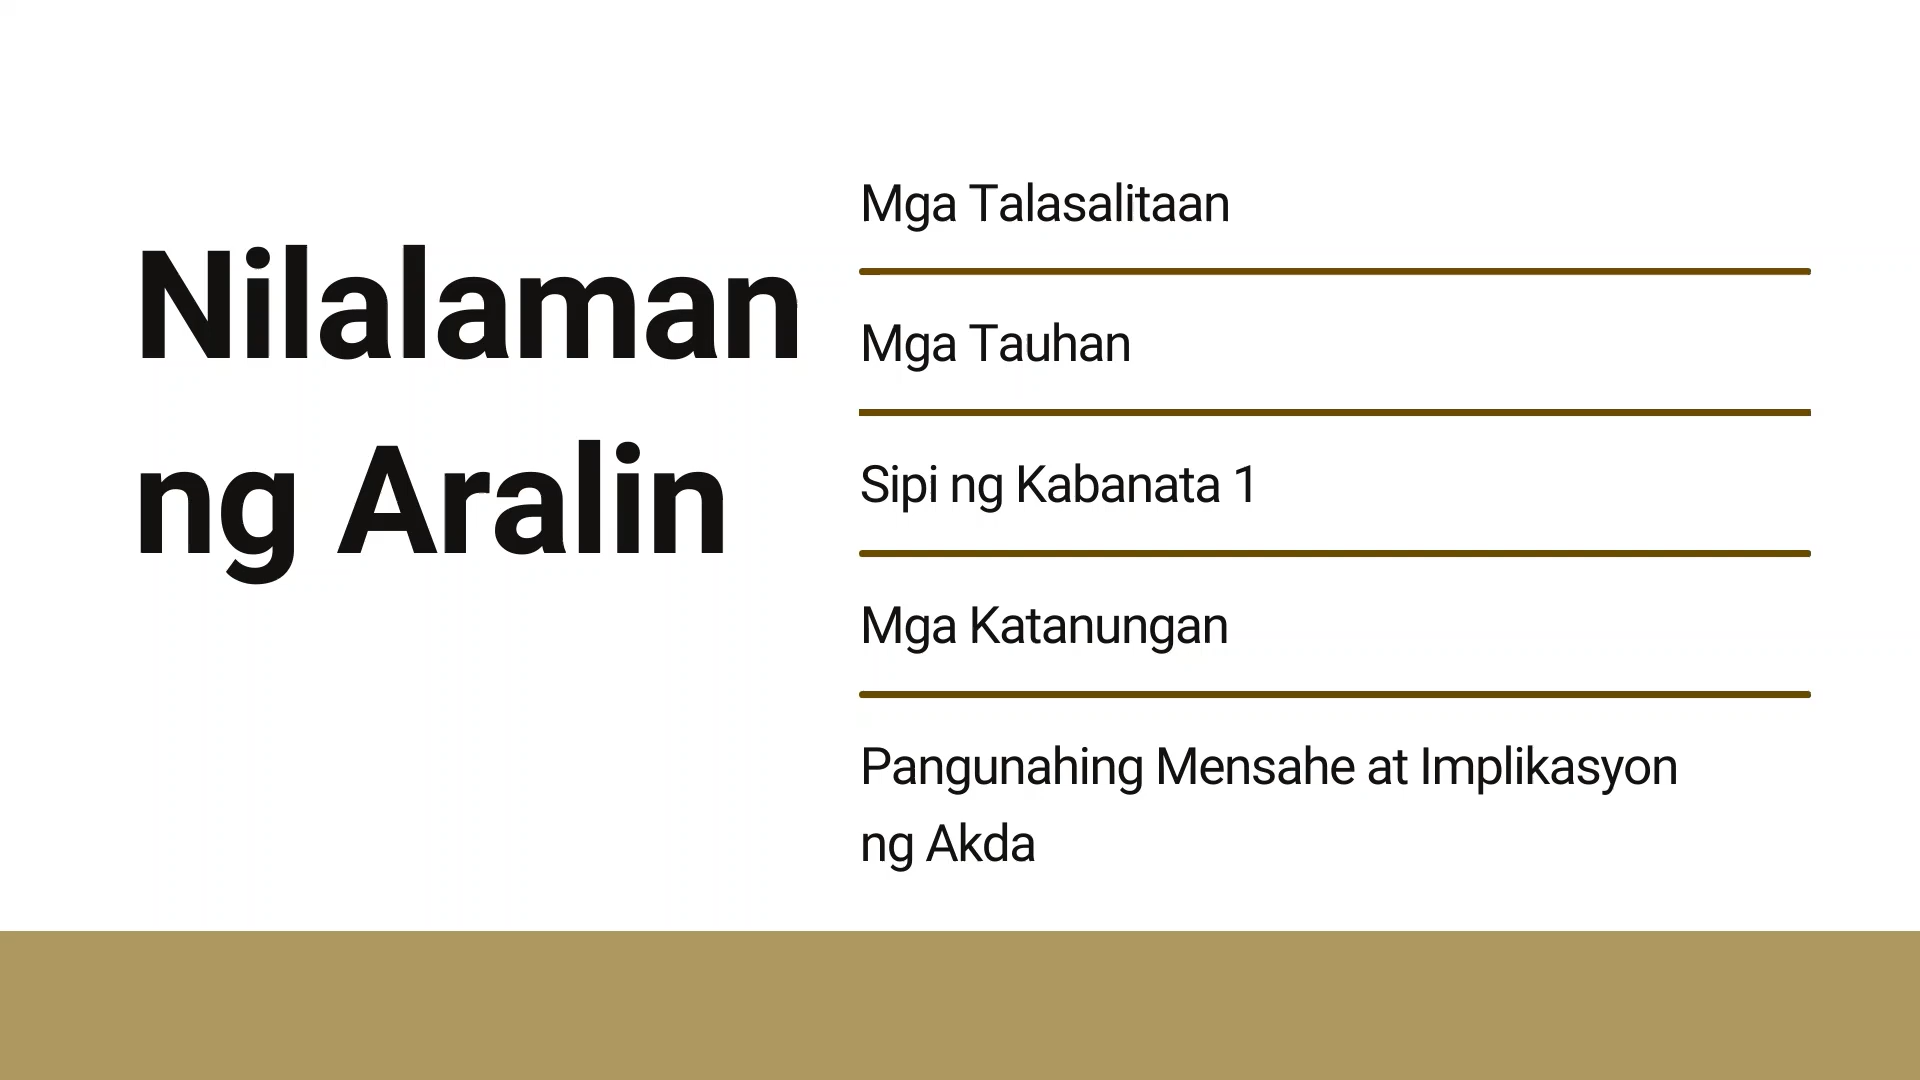 Nilalaman
ng Aralin
Mga Talasalitaan
Mga Tauhan
Sipi ng Kabanata 1
Mga Katanungan
Pangunahing Mensahe at Implikasyon
ng Akda